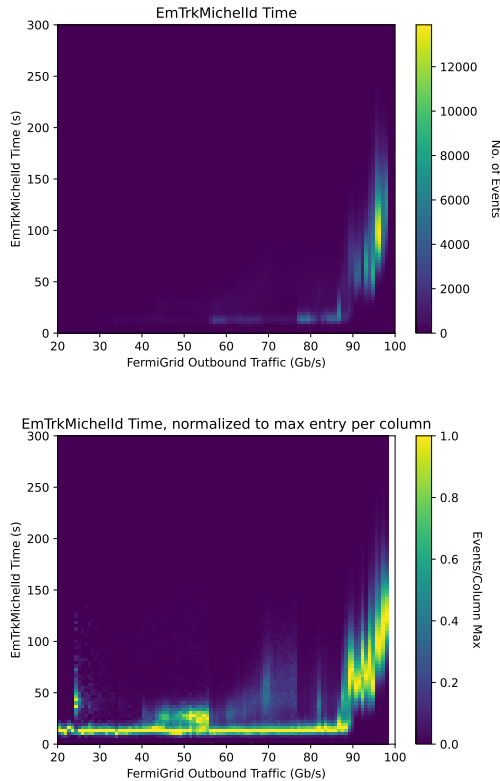 EmTrkMichelId Time
300
250
200
150
100
50
0
EmTrkMichelId Time (s)
20 30 40 50 60 70 80 90 100
FermiGrid Outbound Traffic (Gb/s)
12000
10000
8000
6000
4000
2000
0
No. of Events
EmTrkMichelId Time, normalized to max entry per column
300
250
200
150
100
50
0
EmTrkMichelId Time (s)
20 30 40 50 60 70 80 90 100
FermiGrid Outbound Traffic (Gb/s)
1.0
0.8
0.6
0.4
0.2
0.0
Events/Column Max